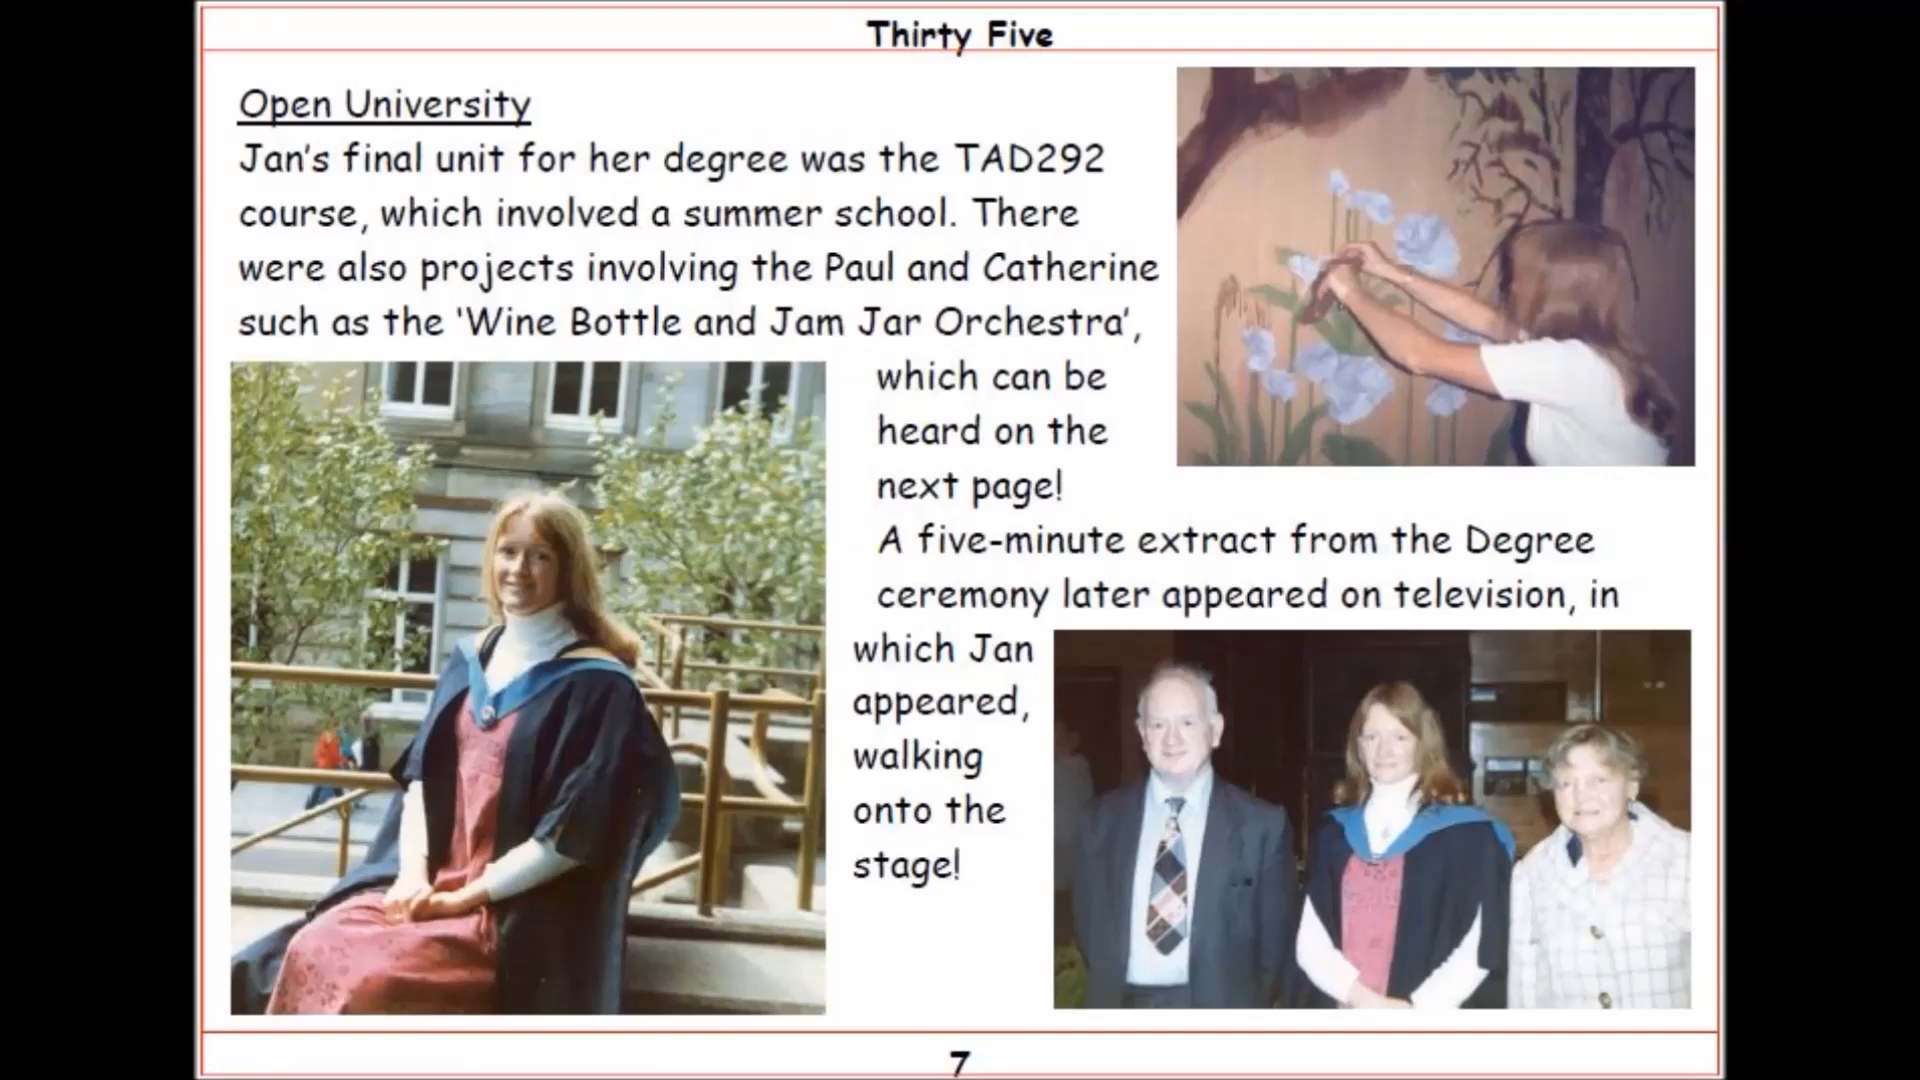 Thirty Five
Open University
Jan's final unit for her degree was the TAD292
course, which involved a summer school. There
were also projects involving the Paul and Catherine
such as the 'Wine Bottle and Jam Jar Orchestra',
which can be
heard on the
next page!
A five-minute extract from the Degree
ceremony later appeared on television, in
which Jan
appeared,
walking
onto the
stage!
7